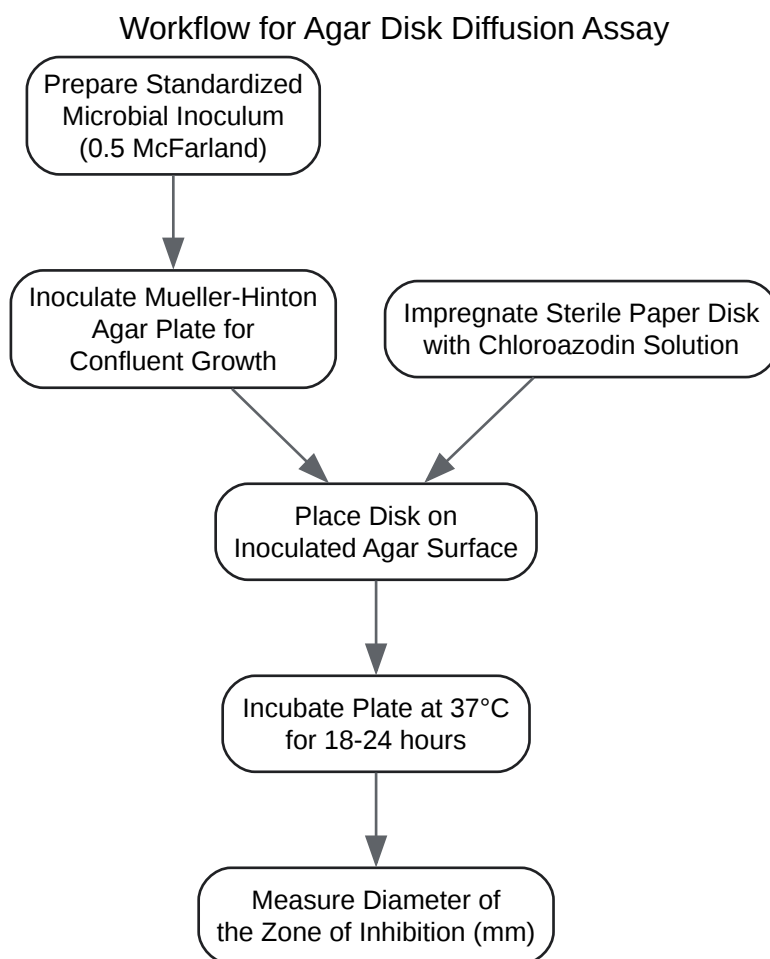 Workflow for Agar Disk Diffusion Assay
Prepare Standardized
Microbial Inoculum
(0.5 McFarland)
Inoculate Mueller-Hinton
Agar Plate for
Confluent Growth
Impregnate Sterile Paper Disk
with Chloroazodin Solution
Place Disk on
Inoculated Agar Surface
Incubate Plate at 37°C
for 18-24 hours
Measure Diameter of
the Zone of Inhibition (mm)